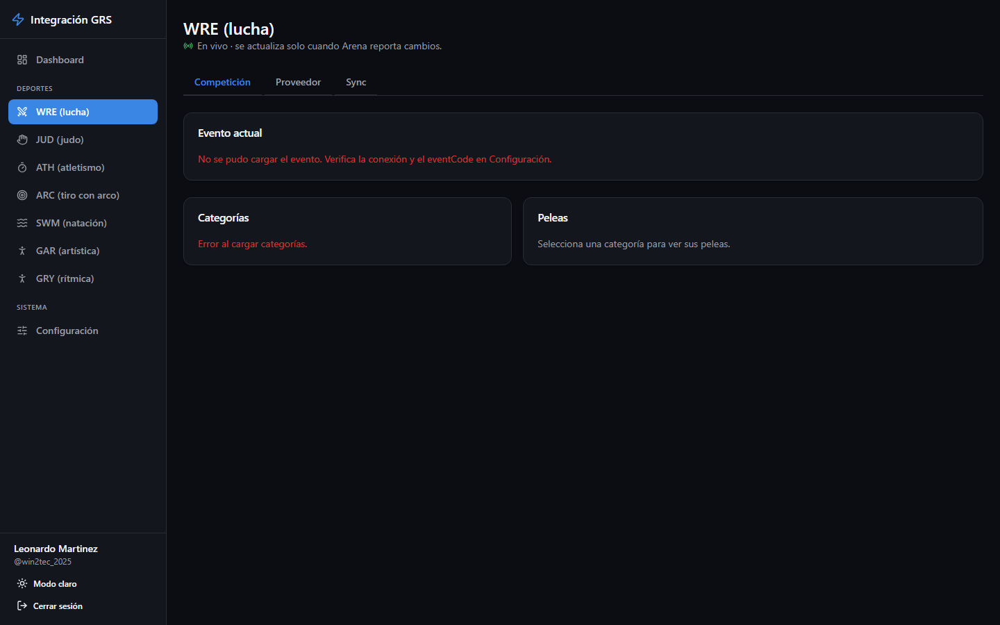 Integración GRS
Dashboard
DEPORTES
WRE (lucha)
JUD (judo)
ATH (atletismo)
ARC (tiro con arco)
SWM (natación)
GAR (artística)
GRY (rítmica)
SISTEMA
Configuración
Leonardo Martinez
@win2tec_2025
Modo claro
Cerrar sesión
WRE (lucha)
En vivo · se actualiza solo cuando Arena reporta cambios.
Competición Proveedor Sync
Evento actual
No se pudo cargar el evento. Verifica la conexión y el eventCode en Configuración.
Categorías
Error al cargar categorías.
Peleas
Selecciona una categoría para ver sus peleas.